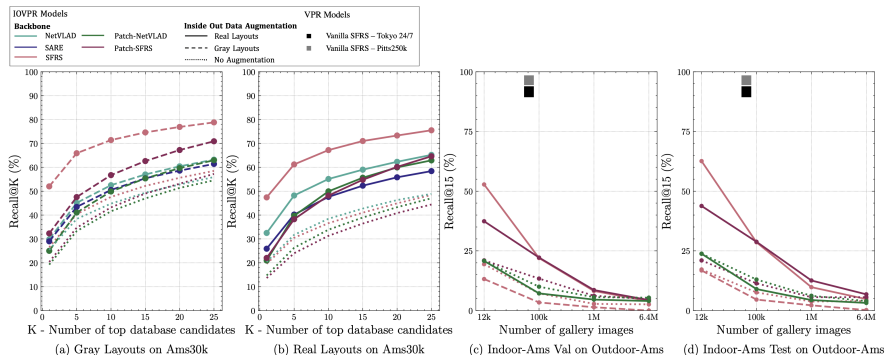 IOVPR Models
VPR Models
Backbone
Inside Out Data Augmentation
NetVLAD
Patch-NetVLAD
Real Layouts
Vanilla SFRS – Tokyo 24/7
SARE
Patch-SFRS
Gray Layouts
Vanilla SFRS – Pitts250k
SFRS
No Augmentation
100
90
80
70
60
50
40
30
20
10
0
Recall@K (%)
0
5
10
15
20
25
K - Number of top database candidates
(a) Gray Layouts on Ams30k
100
90
80
70
60
50
40
30
20
10
0
Recall@K (%)
0
5
10
15
20
25
K - Number of top database candidates
(b) Real Layouts on Ams30k
100
75
50
25
0
Recall@15 (%)
12k
100k
1M
6.4M
Number of gallery images
(c) Indoor-Ams Val on Outdoor-Ams
100
75
50
25
0
Recall@15 (%)
12k
100k
1M
6.4M
Number of gallery images
(d) Indoor-Ams Test on Outdoor-Ams